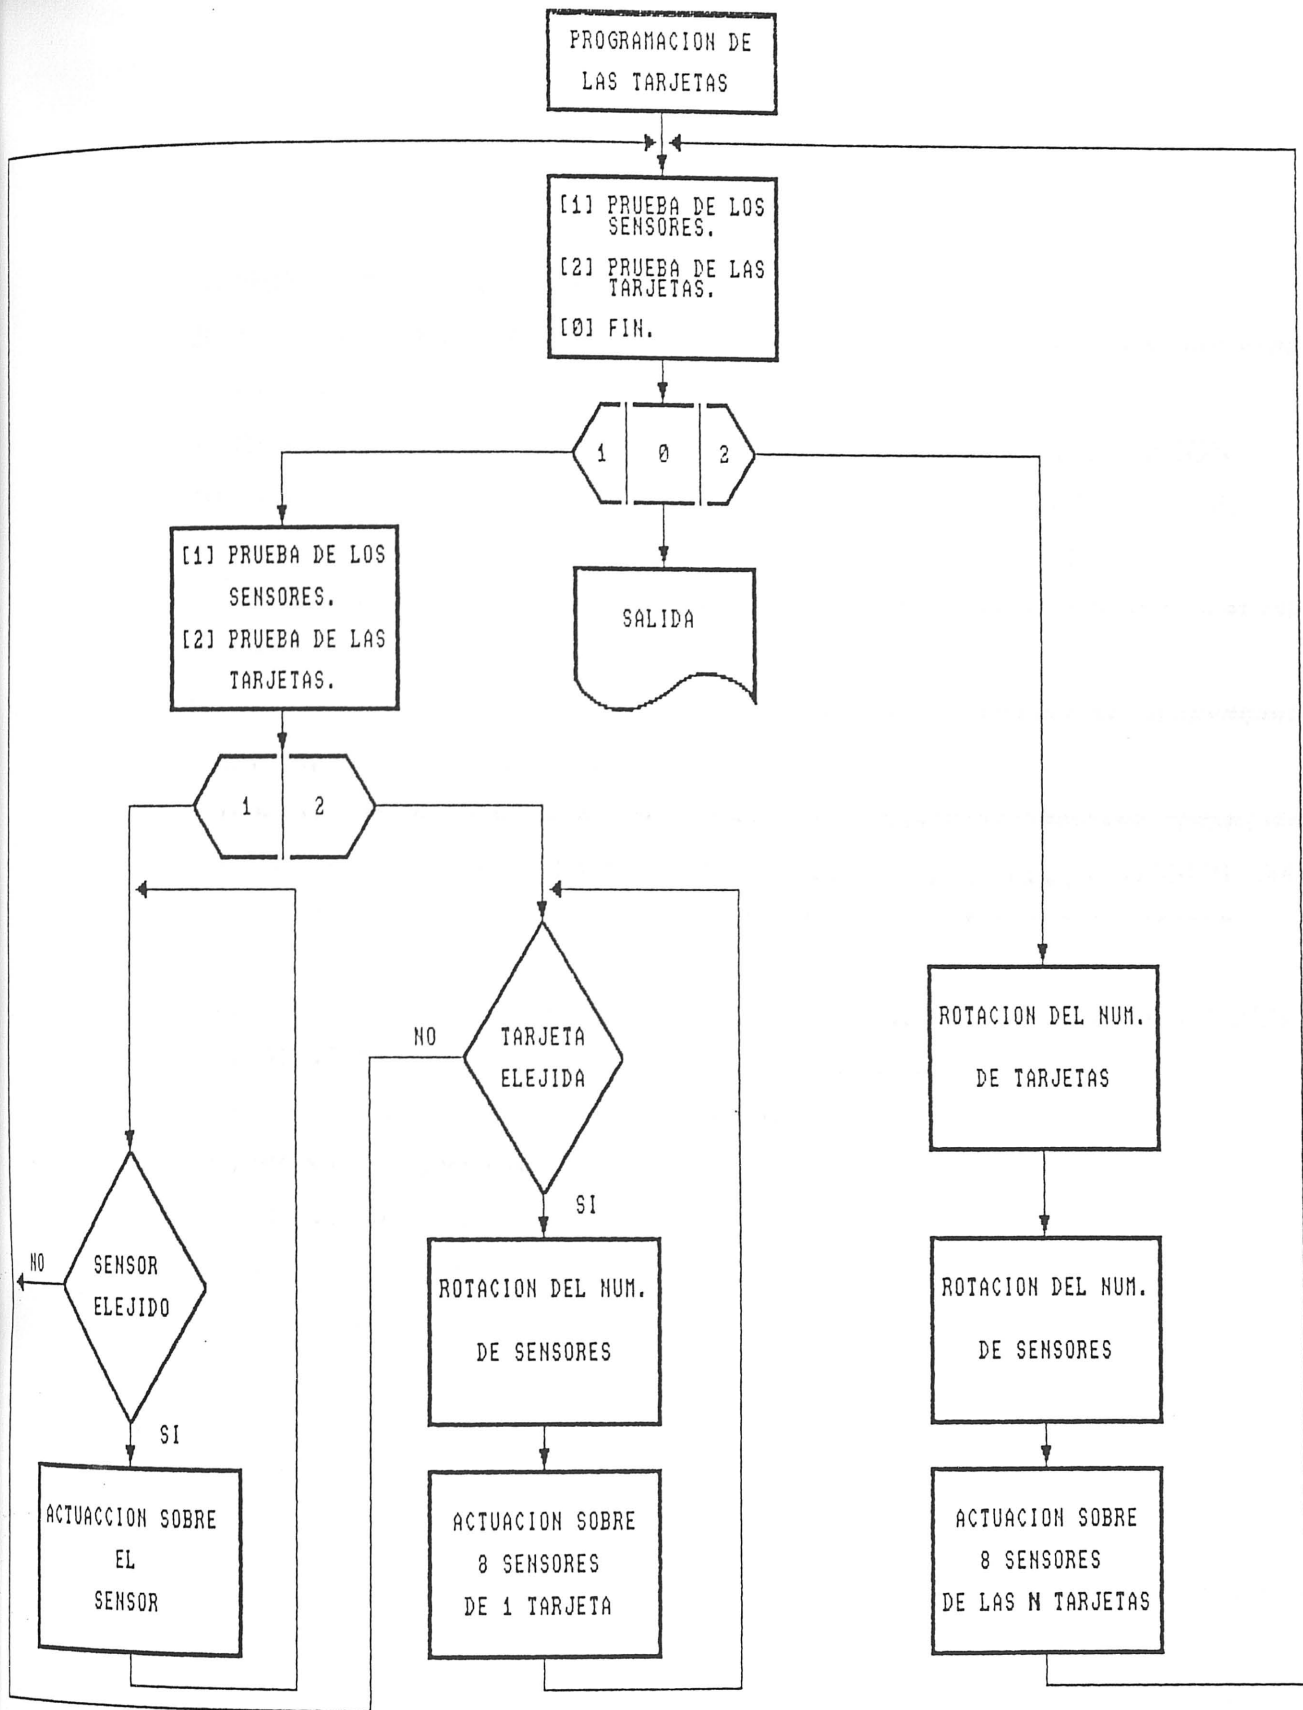 PROGRAMACION DE
LAS TARJETAS
[1] PRUEBA DE LOS
SENSORES.
[2] PRUEBA DE LAS
TARJETAS.
[0] FIN.
1 0 2
[1] PRUEBA DE LOS
SENSORES.
[2] PRUEBA DE LAS
TARJETAS.
SALIDA
1 2
NO
TARJETA
ELEJIDA
SI
ROTACION DEL NUM.
DE TARJETAS
NO
SENSOR
ELEJIDO
SI
ROTACION DEL NUM.
DE SENSORES
ROTACION DEL NUM.
DE SENSORES
ACTUACCION SOBRE
EL
SENSOR
ACTUACION SOBRE
8 SENSORES
DE 1 TARJETA
ACTUACION SOBRE
8 SENSORES
DE LAS N TARJETAS